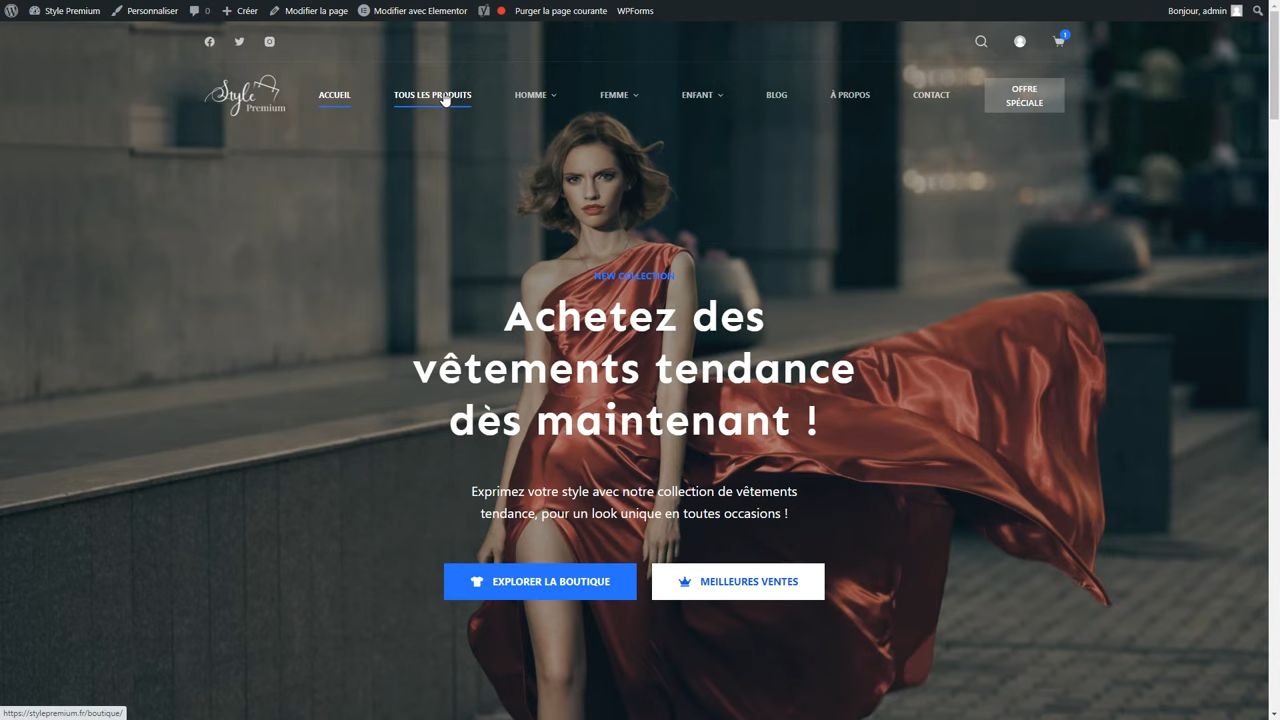 Style Premium Personnaliser 0 Créer Modifier la page Modifier avec Elementor Purger la page courante WPForms Bonjour, admin
1
Style
Premium
ACCUEIL TOUS LES PRODUITS HOMME FEMME ENFANT BLOG À PROPOS CONTACT
OFFRE
SPÉCIALE
NEW COLLECTION
Achetez des
vêtements tendance
dès maintenant !
Exprimez votre style avec notre collection de vêtements
tendance, pour un look unique en toutes occasions !
EXPLORER LA BOUTIQUE MEILLEURES VENTES
https://stylepremium.fr/boutique/